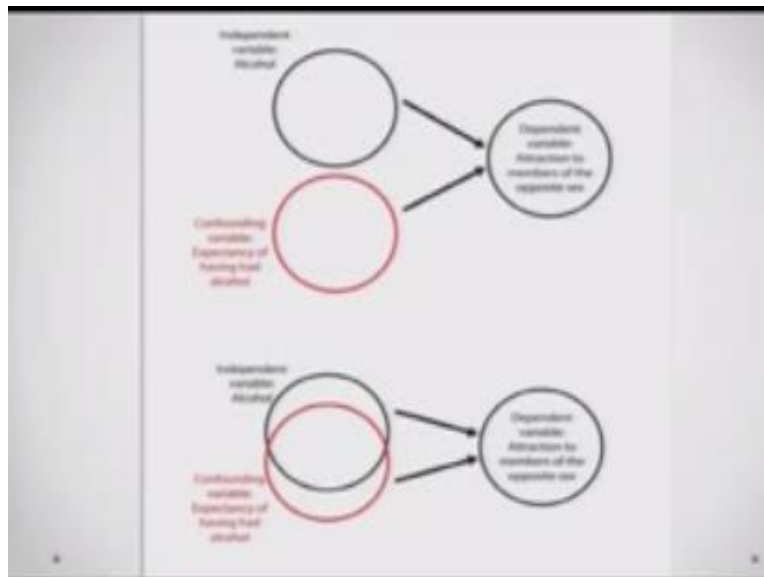 Independent
variable:
Alcohol
Dependent
variable:
Attraction to
members of the
opposite sex
Confounding
variable:
Expectancy of
having had
alcohol
Independent
variable:
Alcohol
Dependent
variable:
Attraction to
members of the
opposite sex
Confounding
variable:
Expectancy of
having had
alcohol